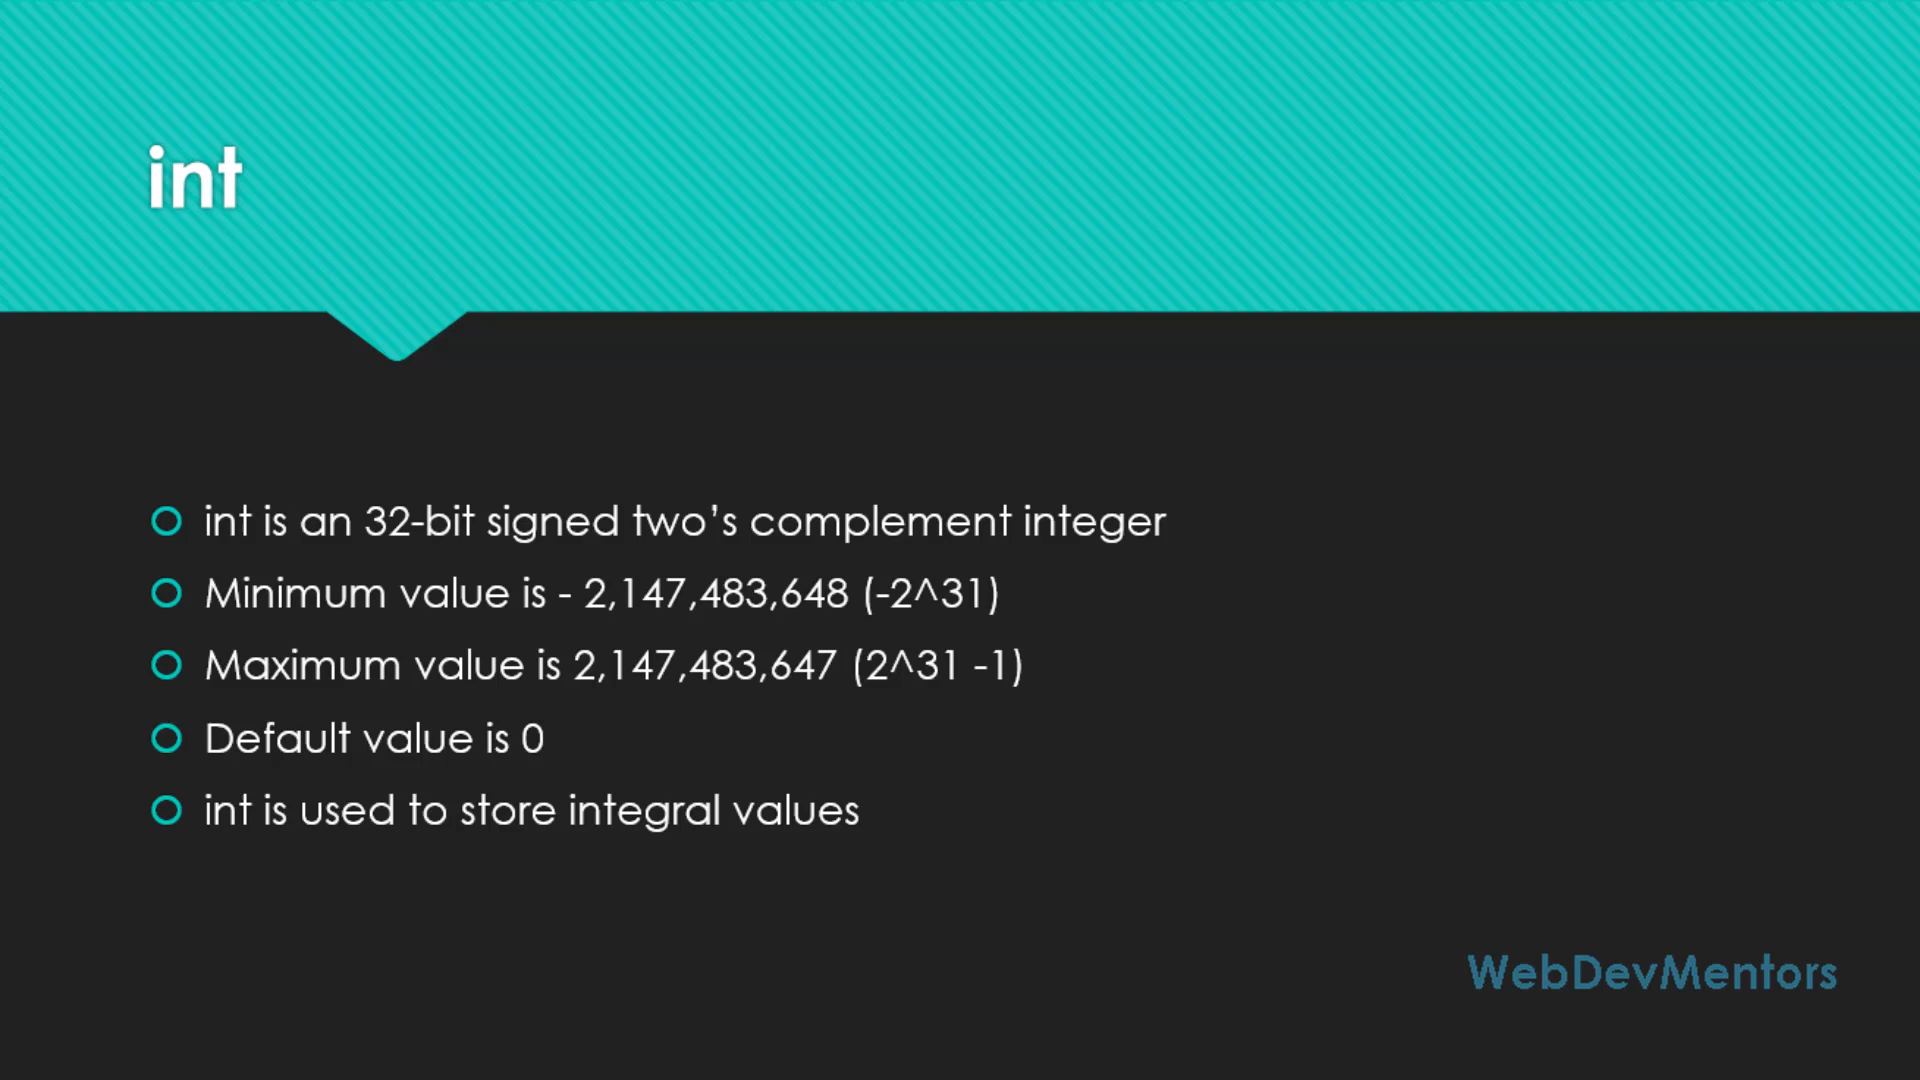 int
int is an 32-bit signed two’s complement integer
Minimum value is - 2,147,483,648 (-2^31)
Maximum value is 2,147,483,647 (2^31 -1)
Default value is 0
int is used to store integral values
WebDevMentors